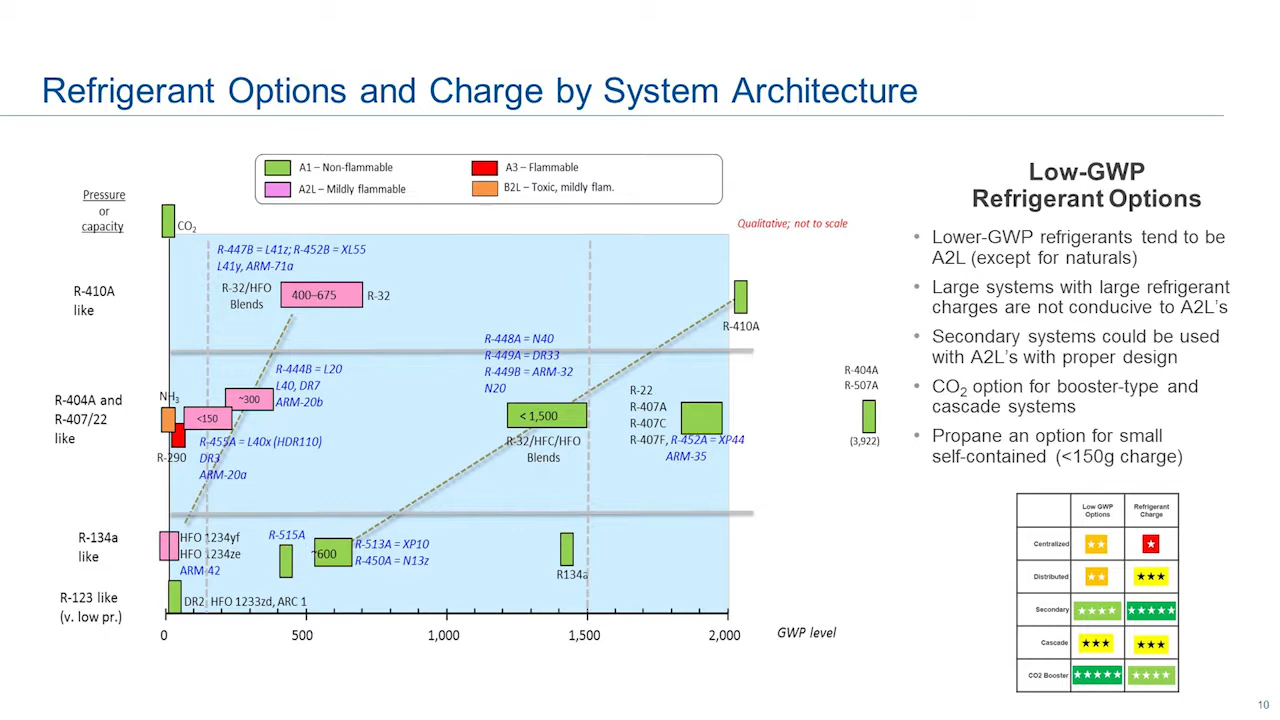 Refrigerant Options and Charge by System Architecture
A1 – Non-flammable
A3 – Flammable
A2L – Mildly flammable
B2L – Toxic, mildly flam.
Pressure
or
capacity
CO2
Qualitative; not to scale
R-447B = L41z; R-452B = XL55
L41y, ARM-71a
R-410A
like
R-32/HFO
Blends
400–675
R-32
R-410A
R-448A = N40
R-449A = DR33
R-449B = ARM-32
N20
R-444B = L20
L40, DR7
ARM-20b
R-404A and
R-407/22
like
NH3
~300
<150
R-290
R-455A = L40x (HDR110)
DR3
ARM-20a
< 1,500
R-32/HFC/HFO
Blends
R-22
R-407A
R-407C
R-407F, R-452A = XP44
ARM-35
R-404A
R-507A
(3,922)
R-134a
like
HFO 1234yf
HFO 1234ze
ARM-42
R-515A
~600
R-513A = XP10
R-450A = N13z
R134a
R-123 like
(v. low pr.)
DR2 HFO 1233zd, ARC 1
0
500
1,000
1,500
2,000
GWP level
Low-GWP
Refrigerant Options
• Lower-GWP refrigerants tend to be
A2L (except for naturals)
• Large systems with large refrigerant
charges are not conducive to A2L's
• Secondary systems could be used
with A2L's with proper design
• CO2 option for booster-type and
cascade systems
• Propane an option for small
self-contained (<150g charge)
Low GWP
Options
Refrigerant
Charge
Centralized ★★ ★
Distributed ★★ ★★★
Secondary ★★★★ ★★★★★
Cascade ★★★ ★★★
CO2 Booster ★★★★★ ★★★★
10